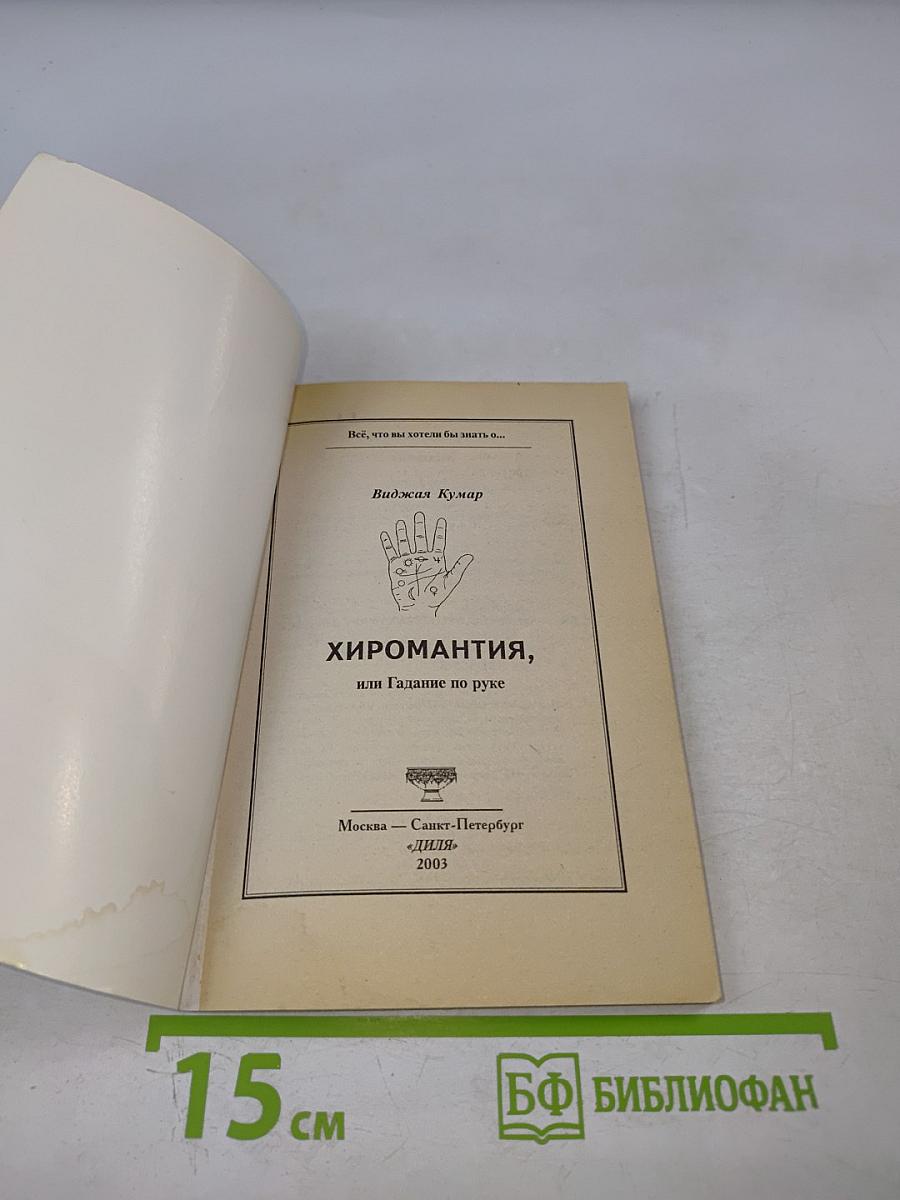 Всё, что вы хотели бы знать о...
Виджая Кумар
ХИРОМАНТИЯ,
или Гадание по руке
Москва — Санкт-Петербург
«ДИЛЯ»
2003
15 см
БФ БИБЛИОФАН